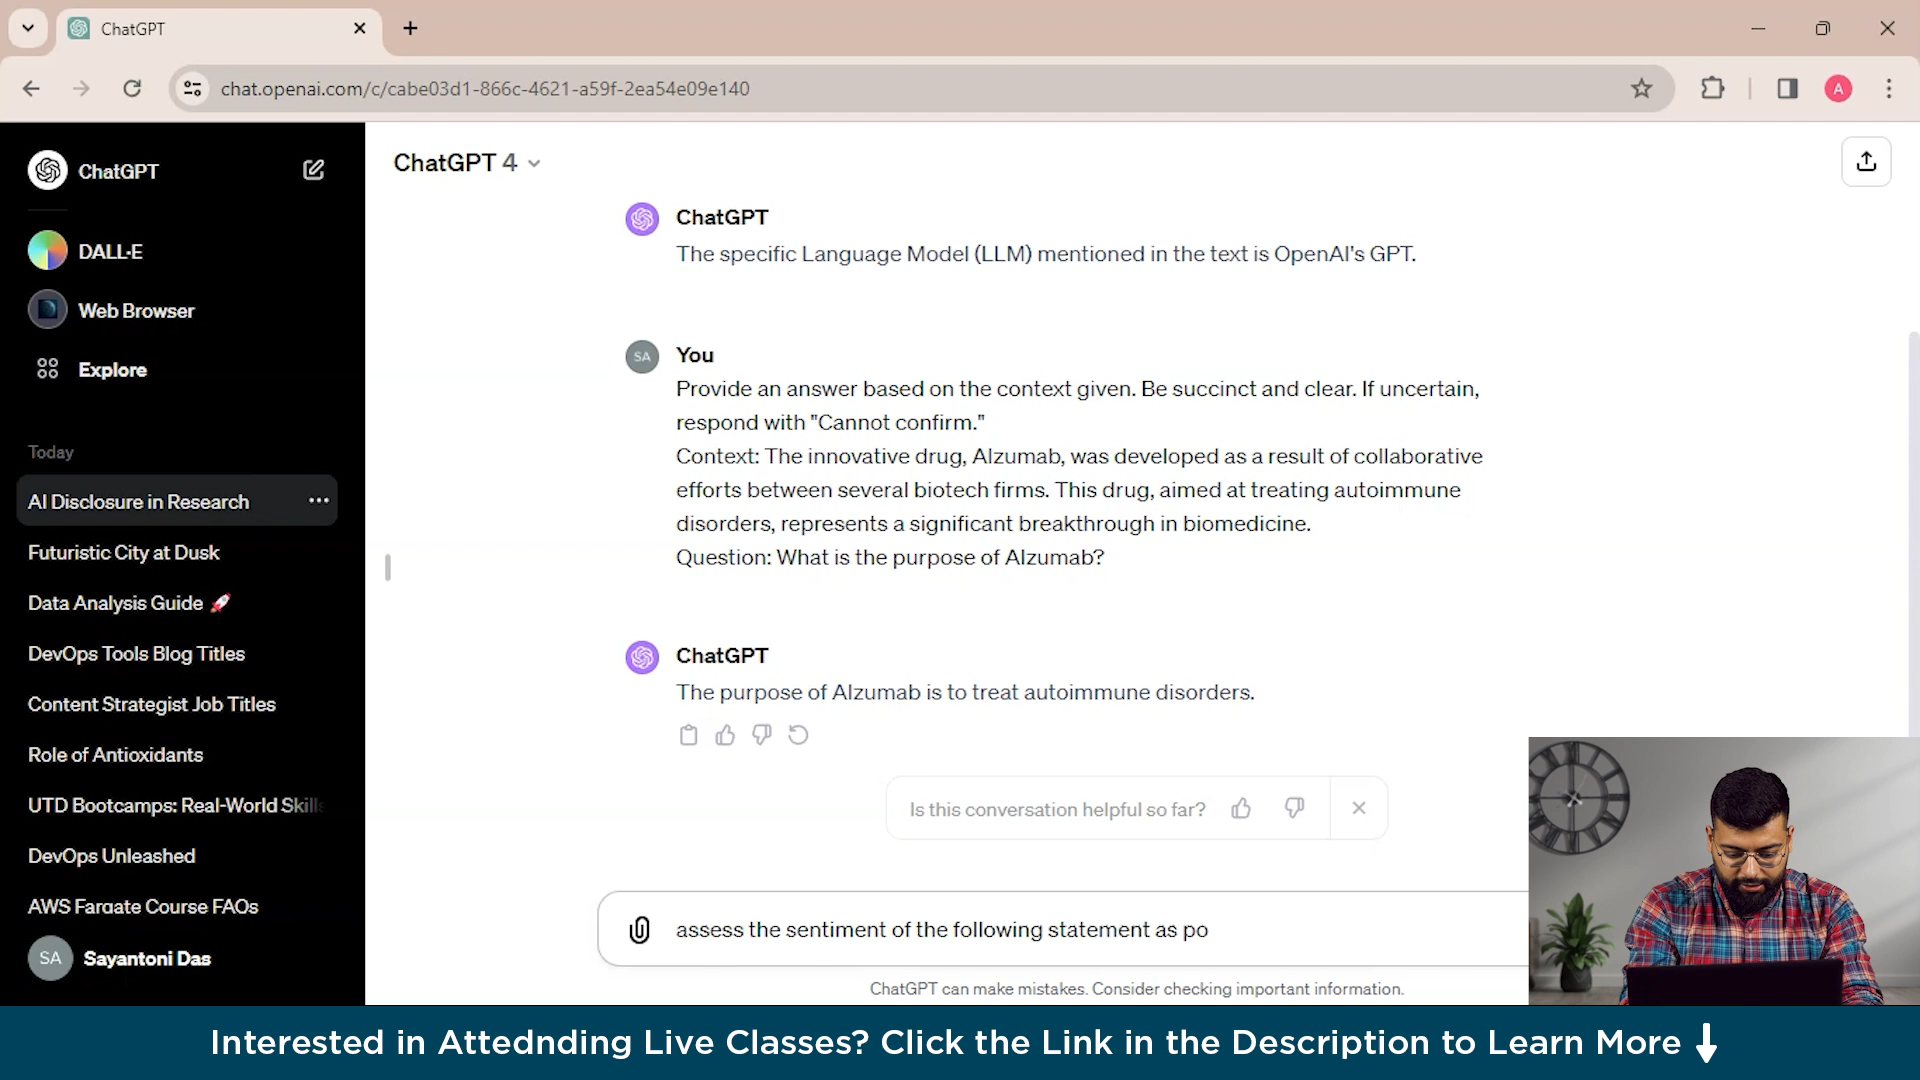 ChatGPT
chat.openai.com/c/cabe03d1-866c-4621-a59f-2ea54e09e140
A
ChatGPT
DALL·E
Web Browser
Explore
Today
AI Disclosure in Research
Futuristic City at Dusk
Data Analysis Guide 🚀
DevOps Tools Blog Titles
Content Strategist Job Titles
Role of Antioxidants
UTD Bootcamps: Real-World Skills
DevOps Unleashed
AWS Fargate Course FAQs
SA
Sayantoni Das
ChatGPT 4
ChatGPT
The specific Language Model (LLM) mentioned in the text is OpenAI's GPT.
SA
You
Provide an answer based on the context given. Be succinct and clear. If uncertain,
respond with "Cannot confirm."
Context: The innovative drug, Alzumab, was developed as a result of collaborative
efforts between several biotech firms. This drug, aimed at treating autoimmune
disorders, represents a significant breakthrough in biomedicine.
Question: What is the purpose of Alzumab?
ChatGPT
The purpose of Alzumab is to treat autoimmune disorders.
Is this conversation helpful so far?
assess the sentiment of the following statement as po
ChatGPT can make mistakes. Consider checking important information.
Interested in Attednding Live Classes? Click the Link in the Description to Learn More